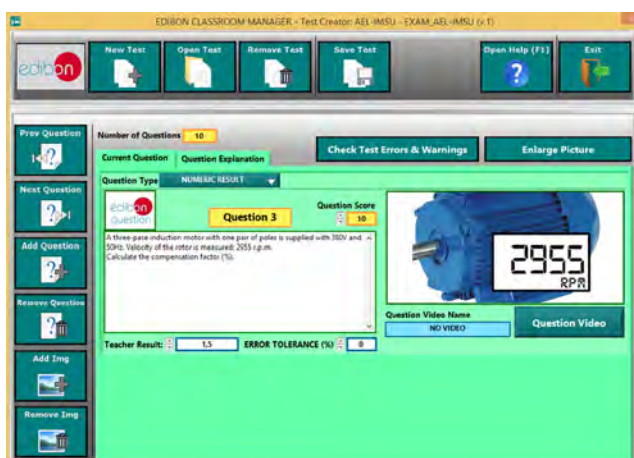 EDIBON CLASSROOM MANAGER - Test Creator: AEL-IMSU - EXAM_AEL-IMSU (v.1)
edibon
New Test
Open Test
Remove Test
Save Test
Open Help (F1)
Exit
Prev Question
Number of Questions 10
Current Question
Question Explanation
Check Test Errors & Warnings
Enlarge Picture
Question Type NUMERIC RESULT
Next Question
edibon
question
Question 3
Question Score
10
A three-pase induction motor with one pair of poles is supplied with 380V and
50Hz. Velocity of the rotor is measured: 2955 r.p.m.
Calculate the compensation factor (%).
2955
RPM
Add Question
Remove Question
Question Video Name
NO VIDEO
Question Video
Teacher Result: 1,5 ERROR TOLERANCE (%) 0
Add Img
Remove Img